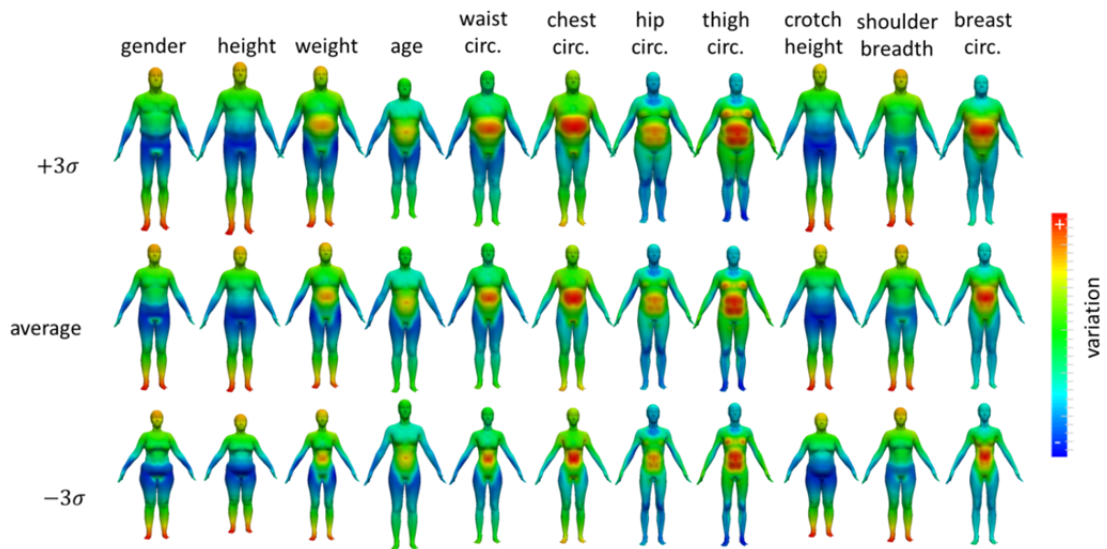 gender height weight age waist circ. chest circ. hip circ. thigh circ. crotch height shoulder breadth breast circ.
+3σ
average
−3σ
+
variation
-